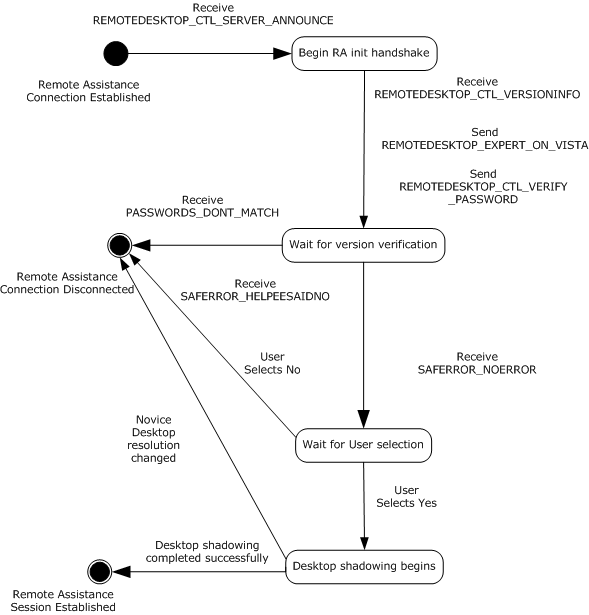 Receive
REMOTEDESKTOP_CTL_SERVER_ANNOUNCE
Begin RA init handshake
Remote Assistance
Connection Established
Receive
REMOTEDESKTOP_CTL_VERSIONINFO
Send
REMOTEDESKTOP_EXPERT_ON_VISTA
Send
REMOTEDESKTOP_CTL_VERIFY
_PASSWORD
Receive
PASSWORDS_DONT_MATCH
Wait for version verification
Remote Assistance
Connection Disconnected
Receive
SAFERROR_HELPEESAIDNO
User
Selects No
Receive
SAFERROR_NOERROR
Novice
Desktop
resolution
changed
Wait for User selection
User
Selects Yes
Desktop shadowing
completed successfully
Desktop shadowing begins
Remote Assistance
Session Established